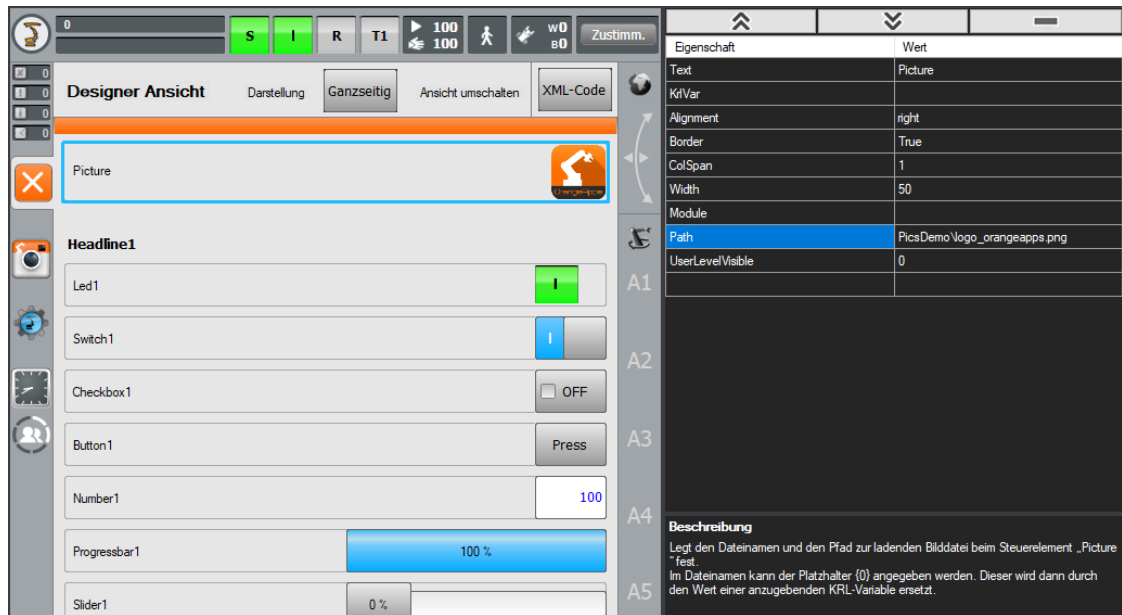 0
S I R T1 100 100 W0 B0 Zustimm.
0
0
0
0
Designer Ansicht Darstellung Ganzseitig Ansicht umschalten XML-Code
Picture
OrangeApps
Headline1
Led1 I
A1
Switch1 I
A2
Checkbox1 OFF
Button1 Press
A3
Number1 100
A4
Progressbar1 100 %
Slider1 0 %
A5
Eigenschaft Wert
Text Picture
KrlVar
Alignment right
Border True
ColSpan 1
Width 50
Module
Path PicsDemo\logo_orangeapps.png
UserLevelVisible 0
Beschreibung
Legt den Dateinamen und den Pfad zur ladenden Bilddatei beim Steuerelement „Picture
“ fest.
Im Dateinamen kann der Platzhalter {0} angegeben werden. Dieser wird dann durch
den Wert einer anzugebenden KRL-Variable ersetzt.